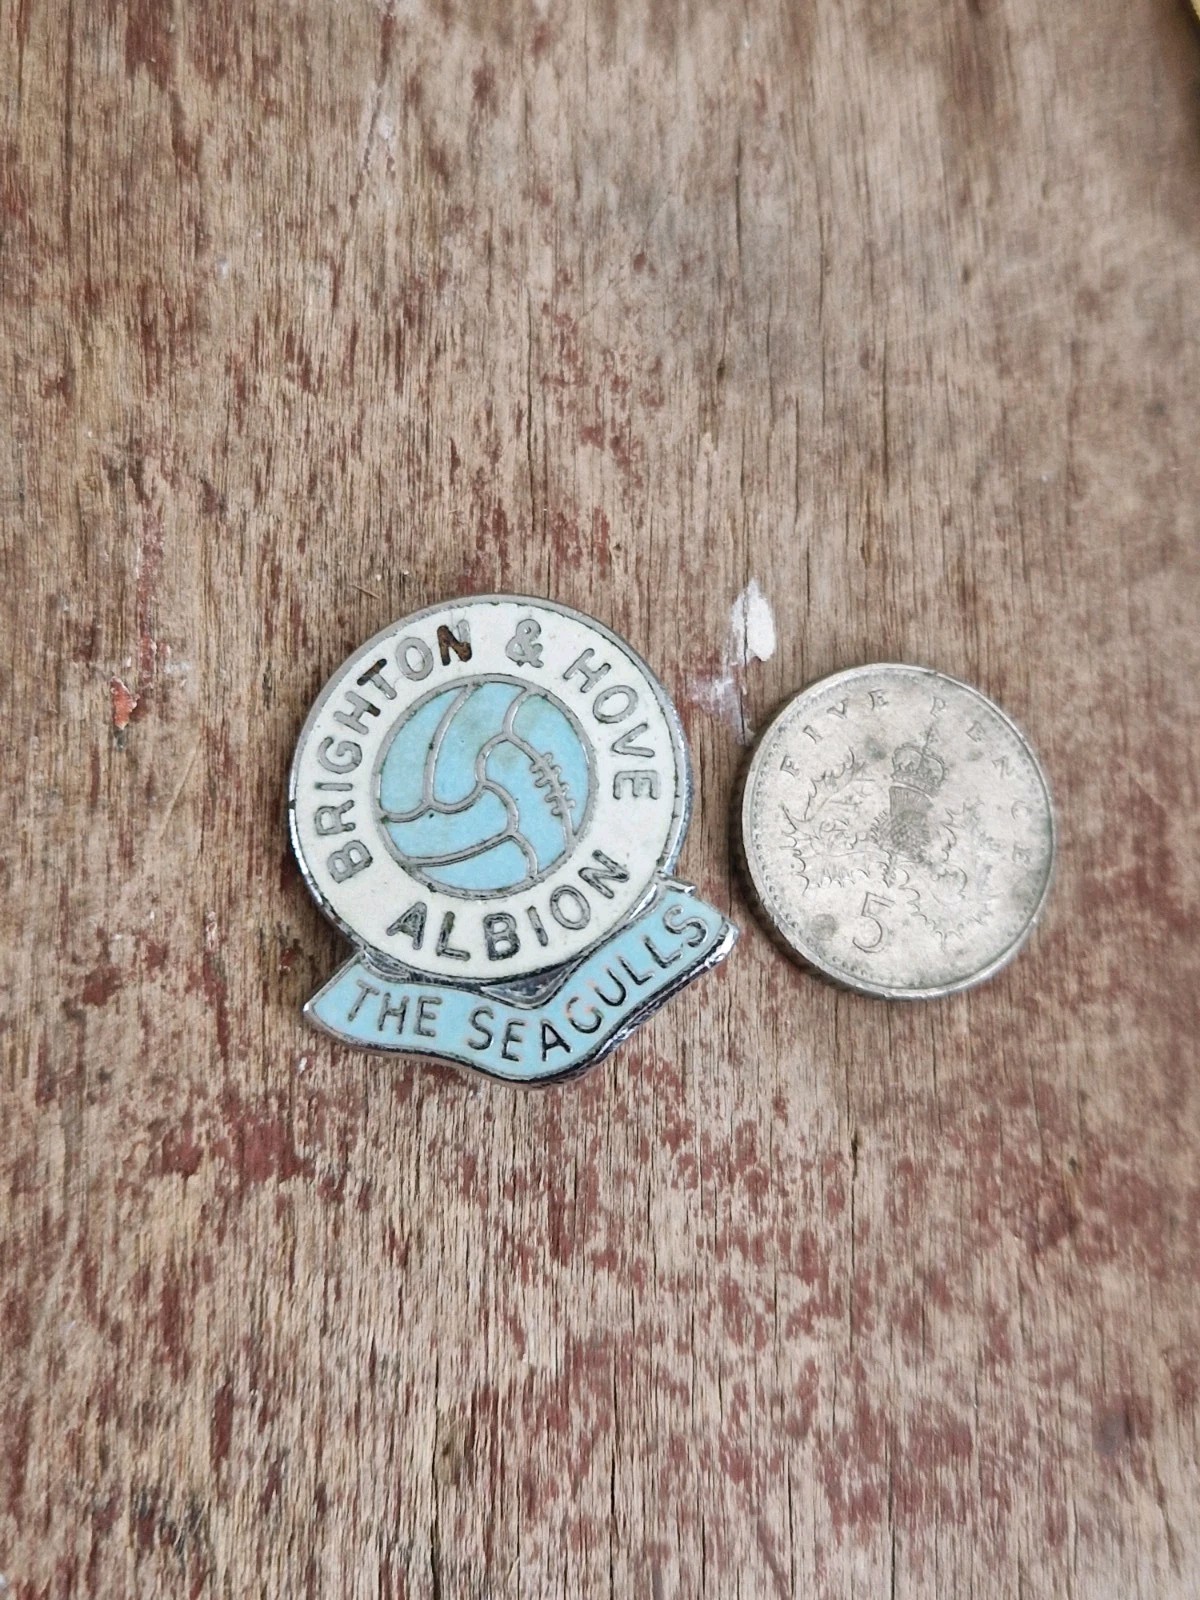 BRIGHTON & HOVE
ALBION
THE SEAGULLS
FIVE PENCE
5